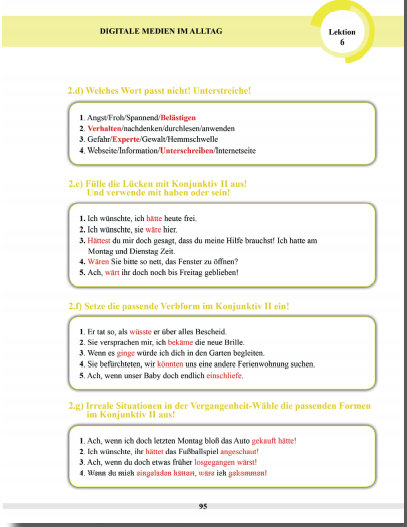 DIGITALE MEDIEN IM ALLTAG
Lektion
6
2.d) Welches Wort passt nicht! Unterstreiche!
1. Angst/Froh/Spannend/Belästigen
2. Verhalten/nachdenken/durchlesen/anwenden
3. Gefahr/Experte/Gewalt/Hemmschwelle
4. Webseite/Information/Unterschreiben/Internetseite
2.e) Fülle die Lücken mit Konjunktiv II aus!
Und verwende mit haben oder sein!
1. Ich wünschte, ich hätte heute frei.
2. Ich wünschte, sie wäre hier.
3. Hättest du mir doch gesagt, dass du meine Hilfe brauchst! Ich hatte am
Montag und Dienstag Zeit.
4. Wären Sie bitte so nett, das Fenster zu öffnen?
5. Ach, wärt ihr doch noch bis Freitag geblieben!
2.f) Setze die passende Verbform im Konjunktiv II ein!
1. Er tat so, als wüsste er über alles Bescheid.
2. Sie versprachen mir, ich bekäme die neue Brille.
3. Wenn es ginge würde ich dich in den Garten begleiten.
4. Sie befürchteten, wir könnten uns eine andere Ferienwohnung suchen.
5. Ach, wenn unser Baby doch endlich einschliefe.
2.g) Irreale Situationen in der Vergangenheit-Wähle die passenden Formen
im Konjunktiv II aus!
1. Ach, wenn ich doch letzten Montag bloß das Auto gekauft hätte!
2. Ich wünschte, ihr hättet das Fußballspiel angeschaut!
3. Ach, wenn du doch etwas früher losgegangen wärst!
4. Wenn du mich eingeladen hättest, wäre ich gekommen!
95